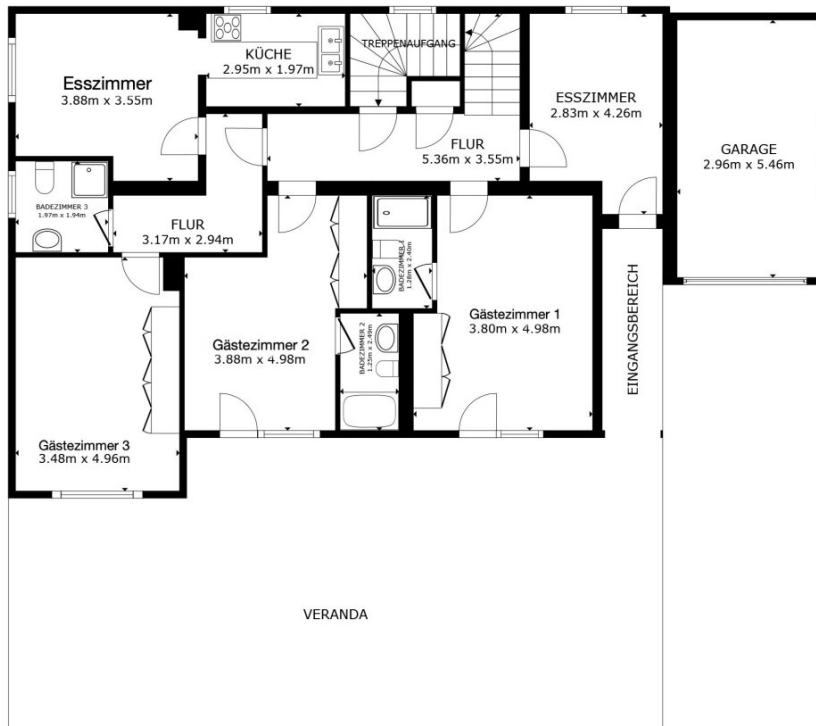 TREPPENAUFGANG
KÜCHE
2.95m x 1.97m
Esszimmer
3.88m x 3.55m
ESSZIMMER
2.83m x 4.26m
FLUR
5.36m x 3.55m
GARAGE
2.96m x 5.46m
BADEZIMMER 3
1.97m x 1.94m
FLUR
3.17m x 2.94m
BADEZIMMER 1
1.28m x 2.40m
Gästezimmer 1
3.80m x 4.98m
Gästezimmer 2
3.88m x 4.98m
BADEZIMMER 2
1.25m x 2.49m
EINGANGSBEREICH
Gästezimmer 3
3.48m x 4.96m
VERANDA